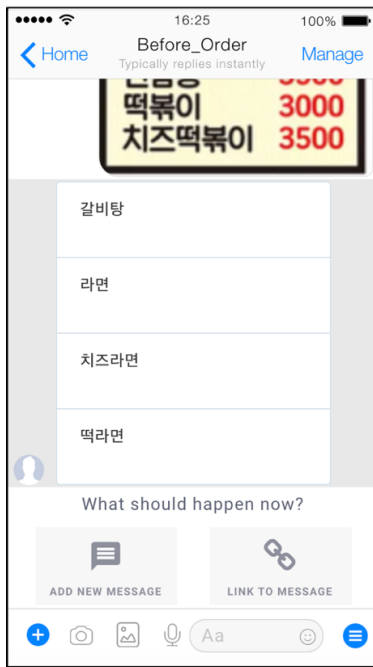 16:25
100%
Home
Before_Order
Manage
Typically replies instantly
떡볶이 3000
치즈떡볶이 3500
갈비탕
라면
치즈라면
떡라면
What should happen now?
ADD NEW MESSAGE
LINK TO MESSAGE
Aa